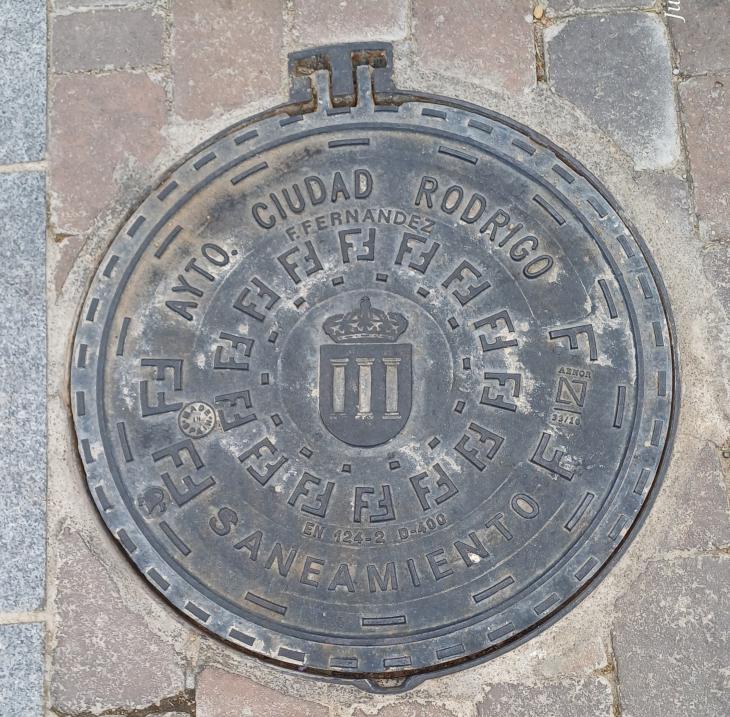 AYTO. CIUDAD RODRIGO
F. FERNANDEZ
AENOR
EN 124-2 D-400
SANEAMIENTO